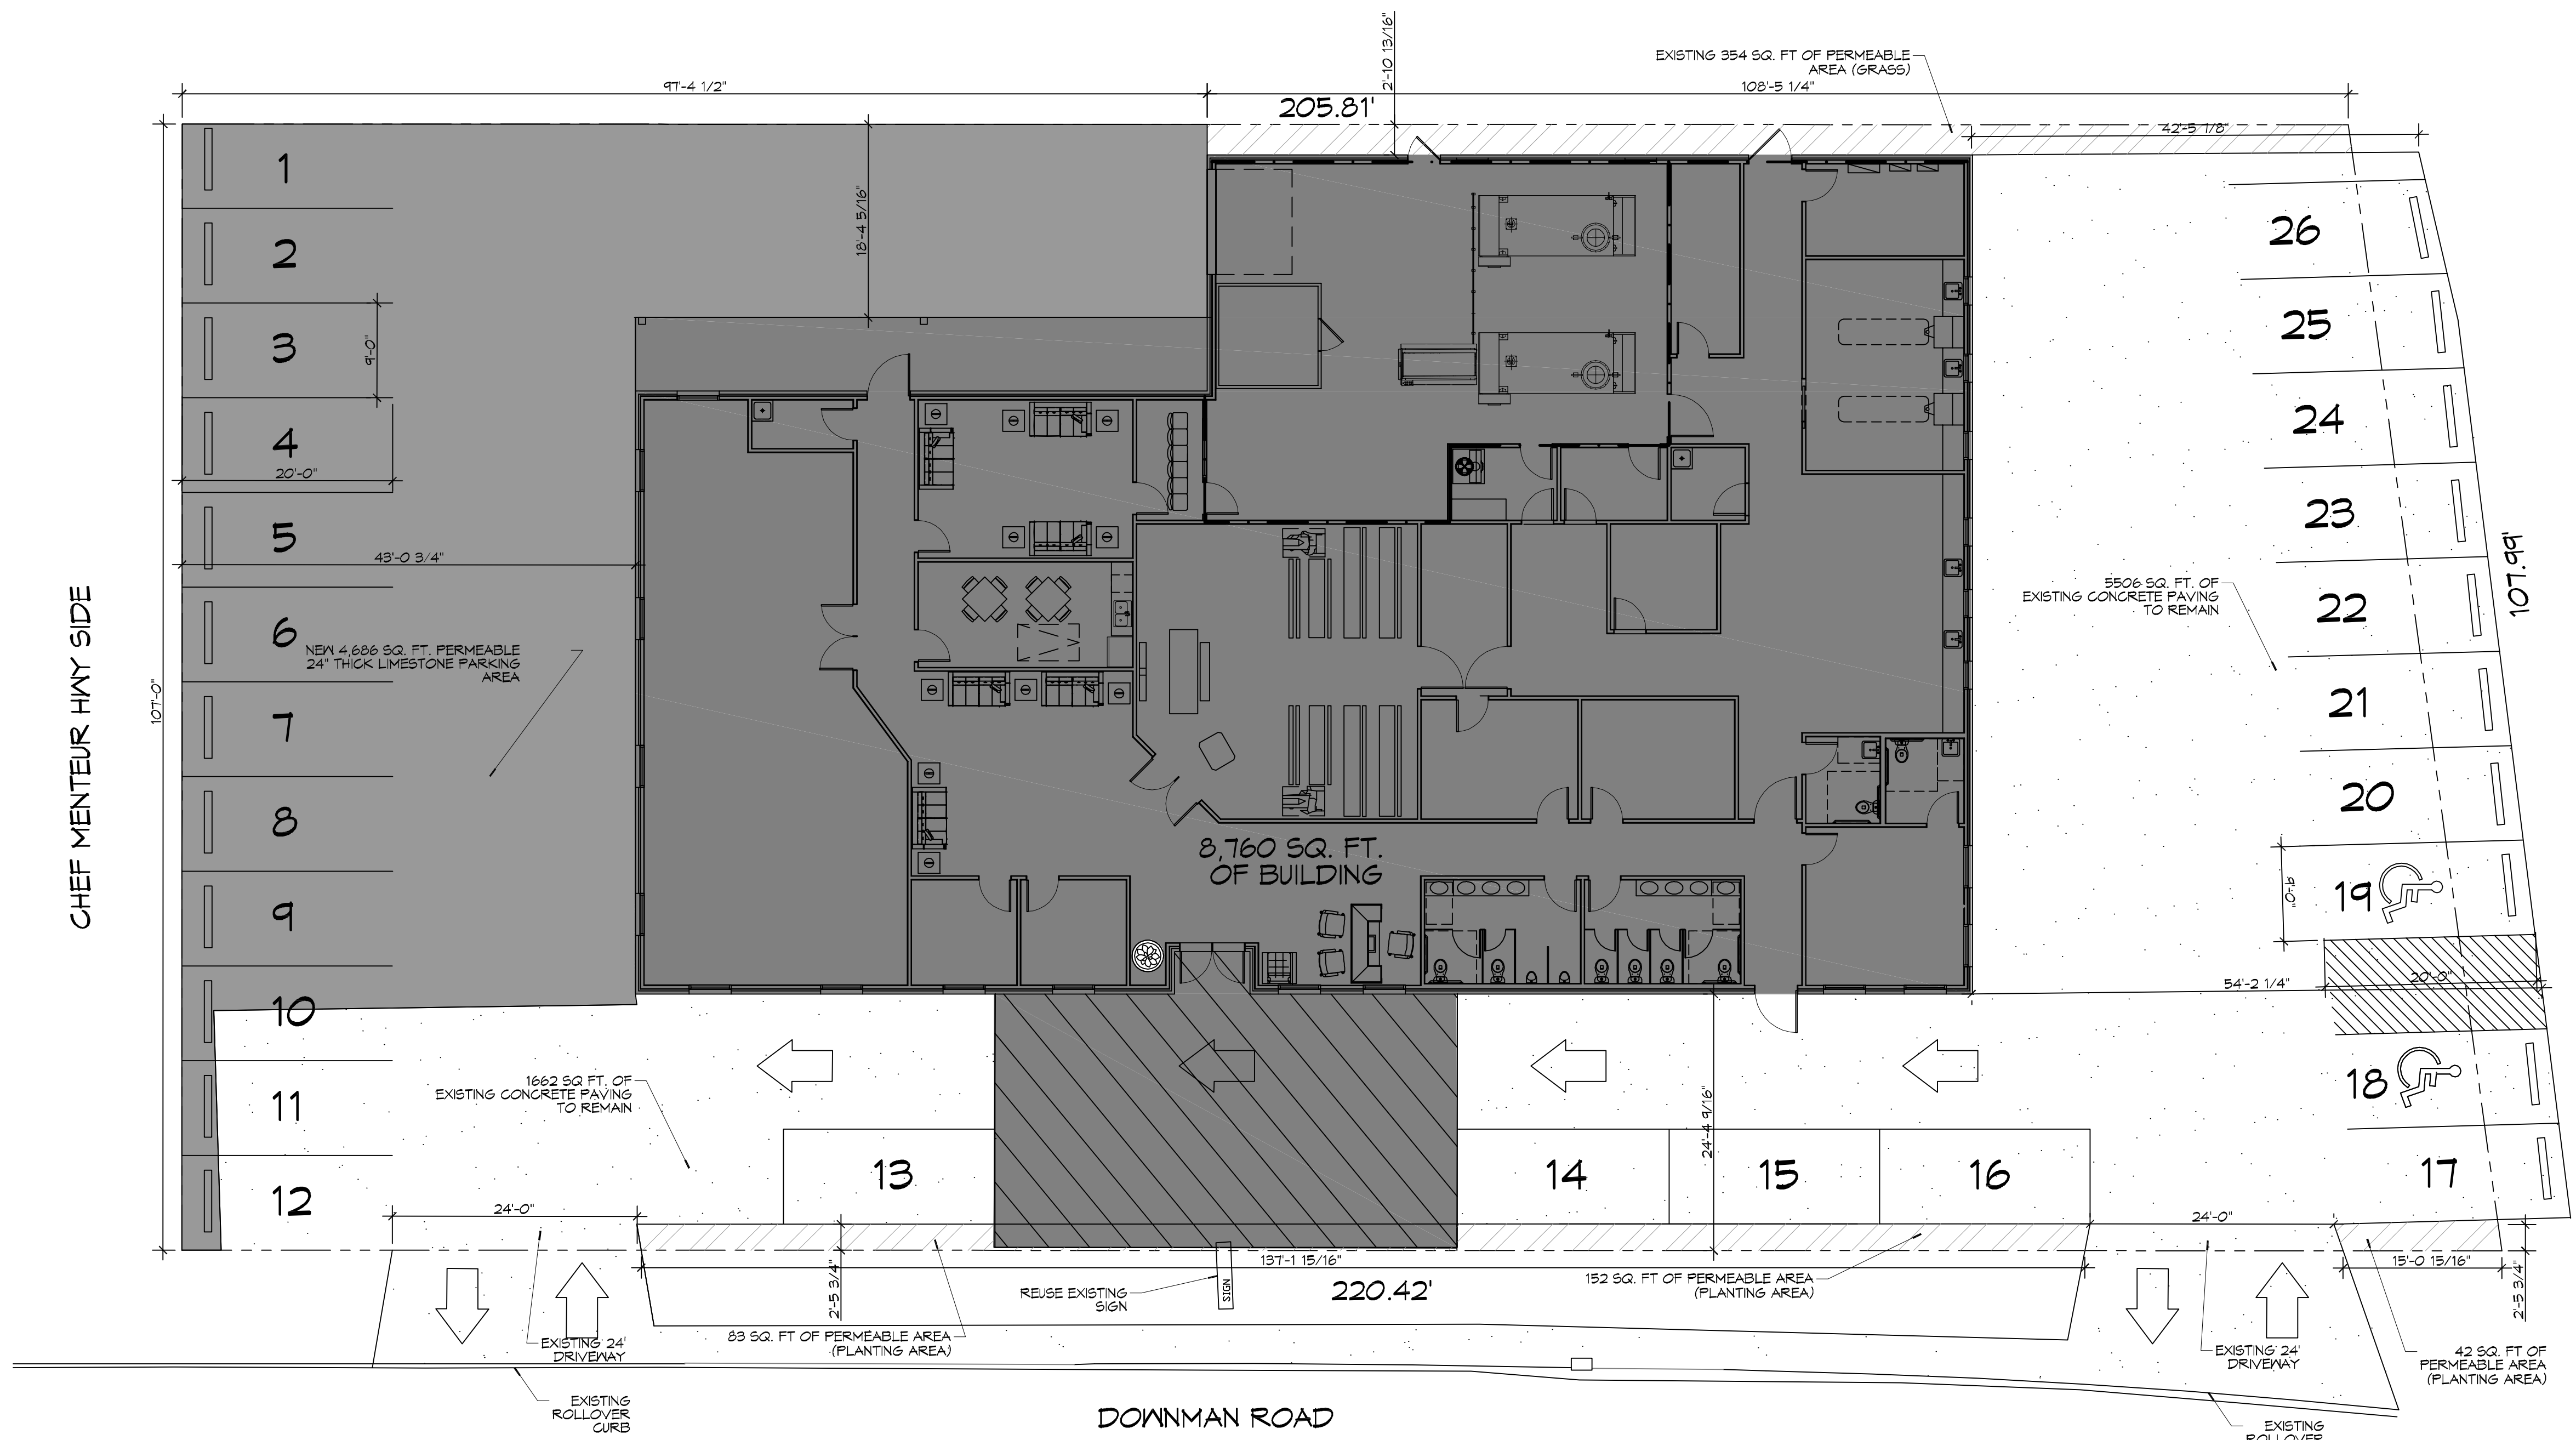 2'-10 13/16"
EXISTING 354 SQ. FT OF PERMEABLE
AREA (GRASS)
97'-4 1/2"
108'-5 1/4"
205.81'
42'-5 7/8"
1
2
3
4
5
6
7
8
9
10
11
12
18'-4 5/16"
9'-0"
20'-0"
43'-0 3/4"
107'-0"
CHEF MENTEUR HWY SIDE
NEW 4,686 SQ. FT. PERMEABLE
24" THICK LIMESTONE PARKING
AREA
26
25
24
23
22
21
20
19
18
17
107.99'
5506 SQ. FT. OF
EXISTING CONCRETE PAVING
TO REMAIN
9'-0"
8,760 SQ. FT.
OF BUILDING
54'-2 1/4"
20'-0"
1662 SQ FT. OF
EXISTING CONCRETE PAVING
TO REMAIN
24'-4 9/16"
13
14
15
16
24'-0"
24'-0"
137'-1 15/16"
15'-0 15/16"
2'-5 3/4"
2'-5 3/4"
REUSE EXISTING
SIGN
SIGN
220.42'
152 SQ. FT OF PERMEABLE AREA
(PLANTING AREA)
83 SQ. FT OF PERMEABLE AREA
(PLANTING AREA)
EXISTING 24'
DRIVEWAY
EXISTING 24'
DRIVEWAY
42 SQ. FT OF
PERMEABLE AREA
(PLANTING AREA)
EXISTING
ROLLOVER
CURB
DOWNMAN ROAD
EXISTING
ROLLOVER